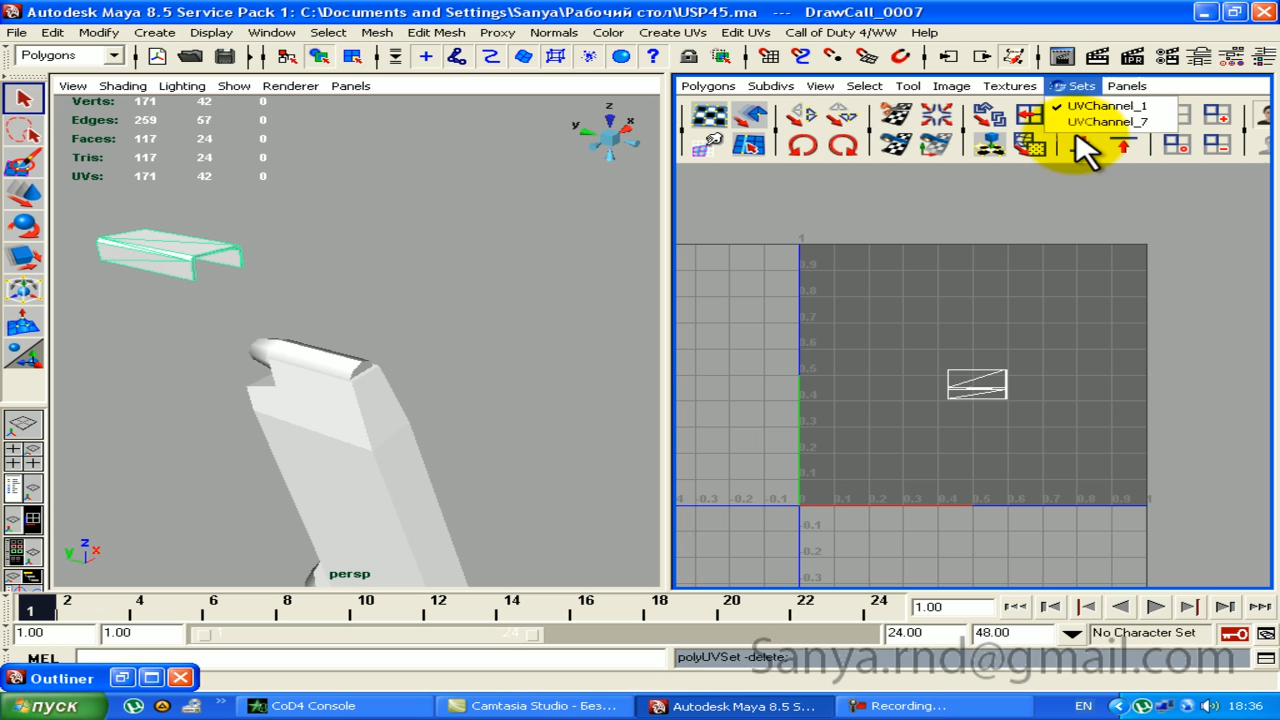 Autodesk Maya 8.5 Service Pack 1: C:\Documents and Settings\Sanya\Рабочий стол\USP45.ma --- DrawCall_0007
File Edit Modify Create Display Window Select Mesh Edit Mesh Proxy Normals Color Create UVs Edit UVs Call of Duty 4/WW Help
Polygons
IPR
View Shading Lighting Show Renderer Panels
Polygons Subdivs View Select Tool Image Textures Sets Panels
UVChannel_1
UVChannel_7
Verts: 171 42 0
Edges: 259 57 0
Faces: 117 24 0
Tris: 117 24 0
UVs: 171 42 0
z
y x
1
0.9
0.8
0.7
0.6
0.5
0.4
0.3
0.2
0.1
4 -0.3 -0.2 -0.1 0 0.1 0.2 0.3 0.4 0.5 0.6 0.7 0.8 0.9 1
-0.1
-0.2
-0.3
z
y x
persp
1 2 4 6 8 10 12 14 16 18 20 22 24
1.00
1.00 1.00 1 24 24.00 48.00 No Character Set
MEL polyUVSet -delete;
Sanya.rnd@gmail.com
Outliner
пуск
CoD4 Console
Camtasia Studio - Без...
Autodesk Maya 8.5 S...
Recording...
EN
18:36